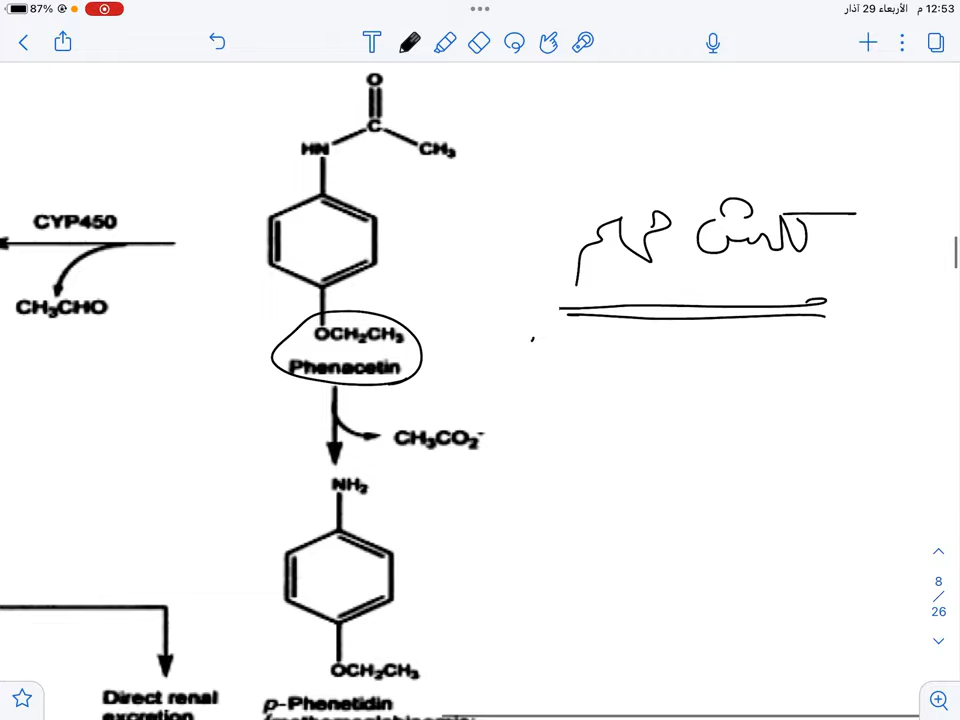 87%
12:53 م الأربعاء 29 آذار
O
C
HN
CH₃
CYP450
CH₃CHO
OCH₂CH₃
Phenacetin
CH₃CO₂⁻
NH₂
8
26
OCH₂CH₃
Direct renal
excretion
p-Phenetidin
مهم